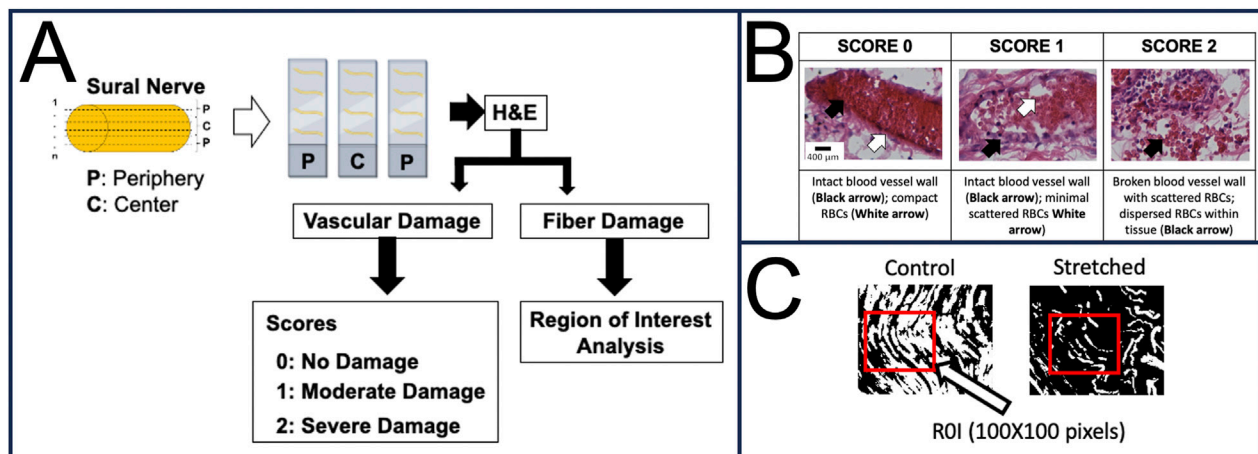 A
Sural Nerve
1
n
P
C
P
P: Periphery
C: Center
P
C
P
H&E
Vascular Damage
Fiber Damage
Scores
0: No Damage
1: Moderate Damage
2: Severe Damage
Region of Interest
Analysis
B
SCORE 0
SCORE 1
SCORE 2
400 μm
Intact blood vessel wall
(Black arrow); compact
RBCs (White arrow)
Intact blood vessel wall
(Black arrow); minimal
scattered RBCs White
arrow)
Broken blood vessel wall
with scattered RBCs;
dispersed RBCs within
tissue (Black arrow)
C
Control
Stretched
R0I (100X100 pixels)